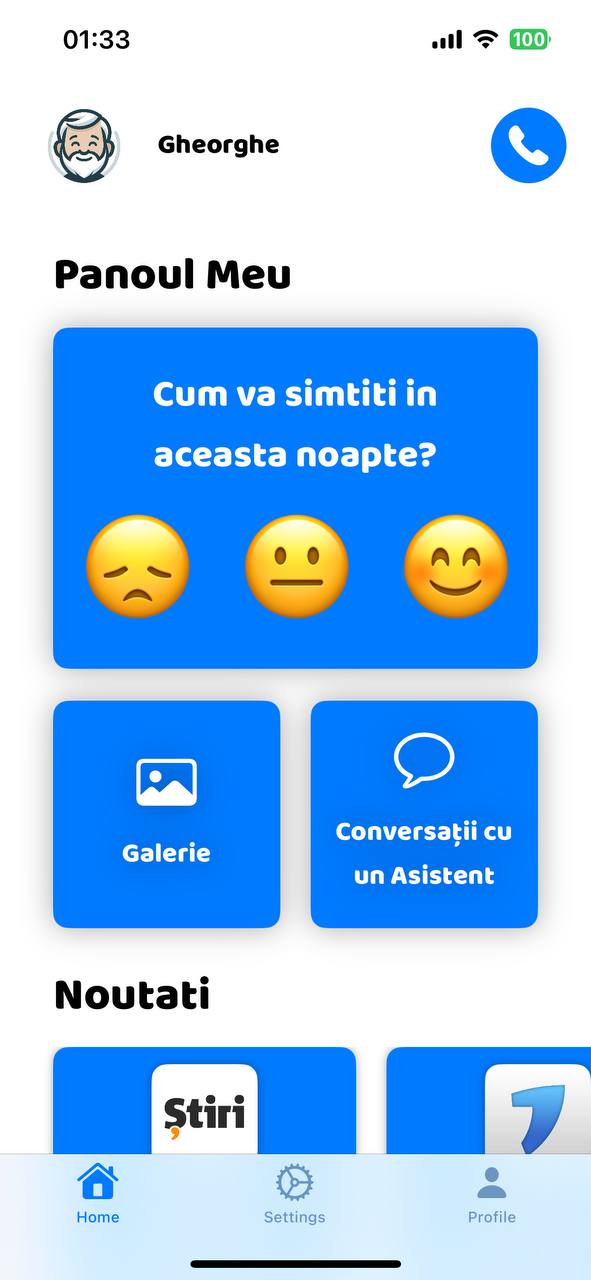 01:33
100
Gheorghe
Panoul Meu
Cum va simtiti in
aceasta noapte?
Galerie
Conversații cu
un Asistent
Noutati
Știri
7
Home
Settings
Profile